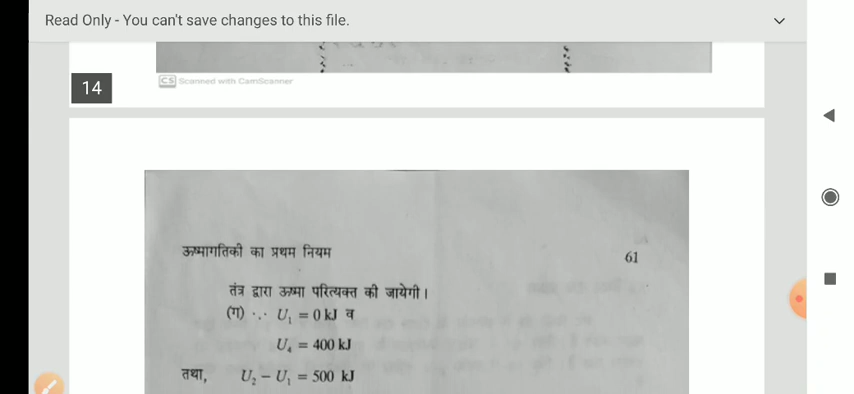 Read Only - You can't save changes to this file.
CS Scanned with CamScanner
14
ऊष्मागतिकी का प्रथम नियम
61
तंत्र द्वारा ऊष्मा परित्यक्त की जायेगी।
(ग) ∵ U₁ = 0 kJ व
U₄ = 400 kJ
तथा, U₂ – U₁ = 500 kJ